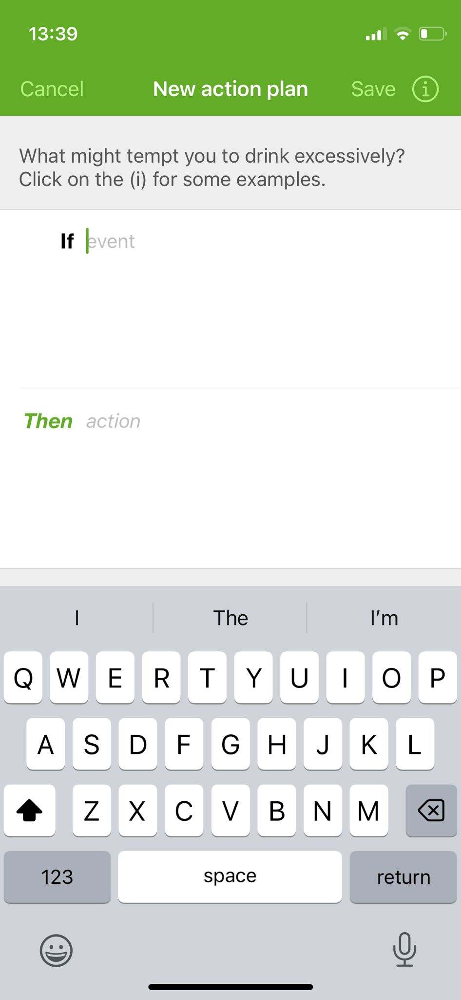 13:39
Cancel New action plan Save i
What might tempt you to drink excessively?
Click on the (i) for some examples.
If event
Then action
I The I’m
Q W E R T Y U I O P
A S D F G H J K L
Z X C V B N M
123 space return